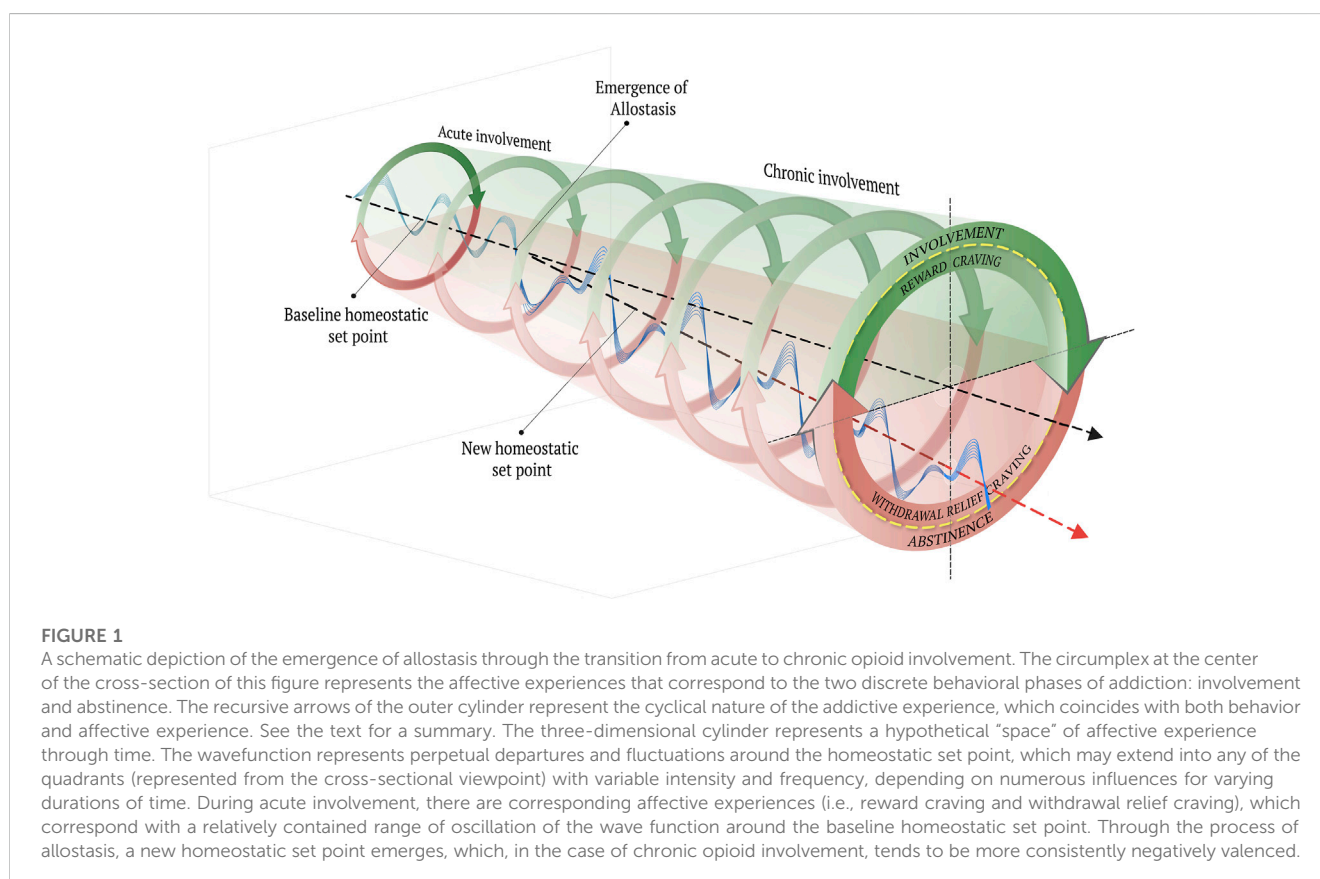 Emergence of
Allostasis
Acute involvement
Chronic involvement
INVOLVEMENT
REWARD CRAVING
Baseline homeostatic
set point
New homeostatic
set point
WITHDRAWAL RELIEF CRAVING
ABSTINENCE
FIGURE 1
A schematic depiction of the emergence of allostasis through the transition from acute to chronic opioid involvement. The circumplex at the center
of the cross-section of this figure represents the affective experiences that correspond to the two discrete behavioral phases of addiction: involvement
and abstinence. The recursive arrows of the outer cylinder represent the cyclical nature of the addictive experience, which coincides with both behavior
and affective experience. See the text for a summary. The three-dimensional cylinder represents a hypothetical “space” of affective experience
through time. The wavefunction represents perpetual departures and fluctuations around the homeostatic set point, which may extend into any of the
quadrants (represented from the cross-sectional viewpoint) with variable intensity and frequency, depending on numerous influences for varying
durations of time. During acute involvement, there are corresponding affective experiences (i.e., reward craving and withdrawal relief craving), which
correspond with a relatively contained range of oscillation of the wave function around the baseline homeostatic set point. Through the process of
allostasis, a new homeostatic set point emerges, which, in the case of chronic opioid involvement, tends to be more consistently negatively valenced.